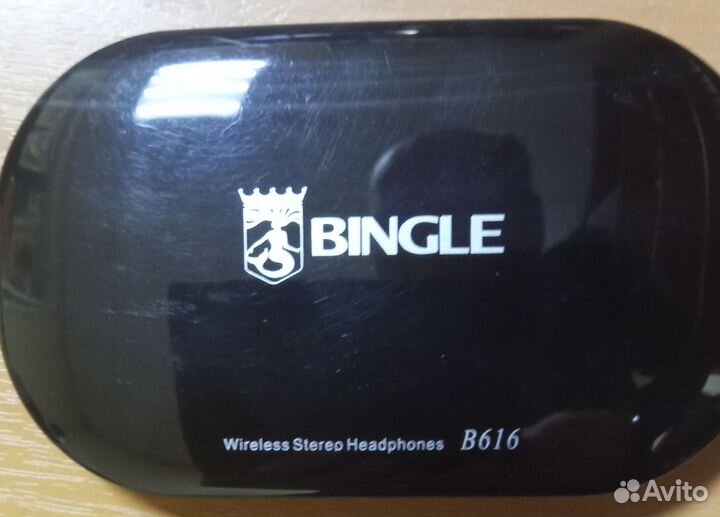 BINGLE
Wireless Stereo Headphones B616
Avito